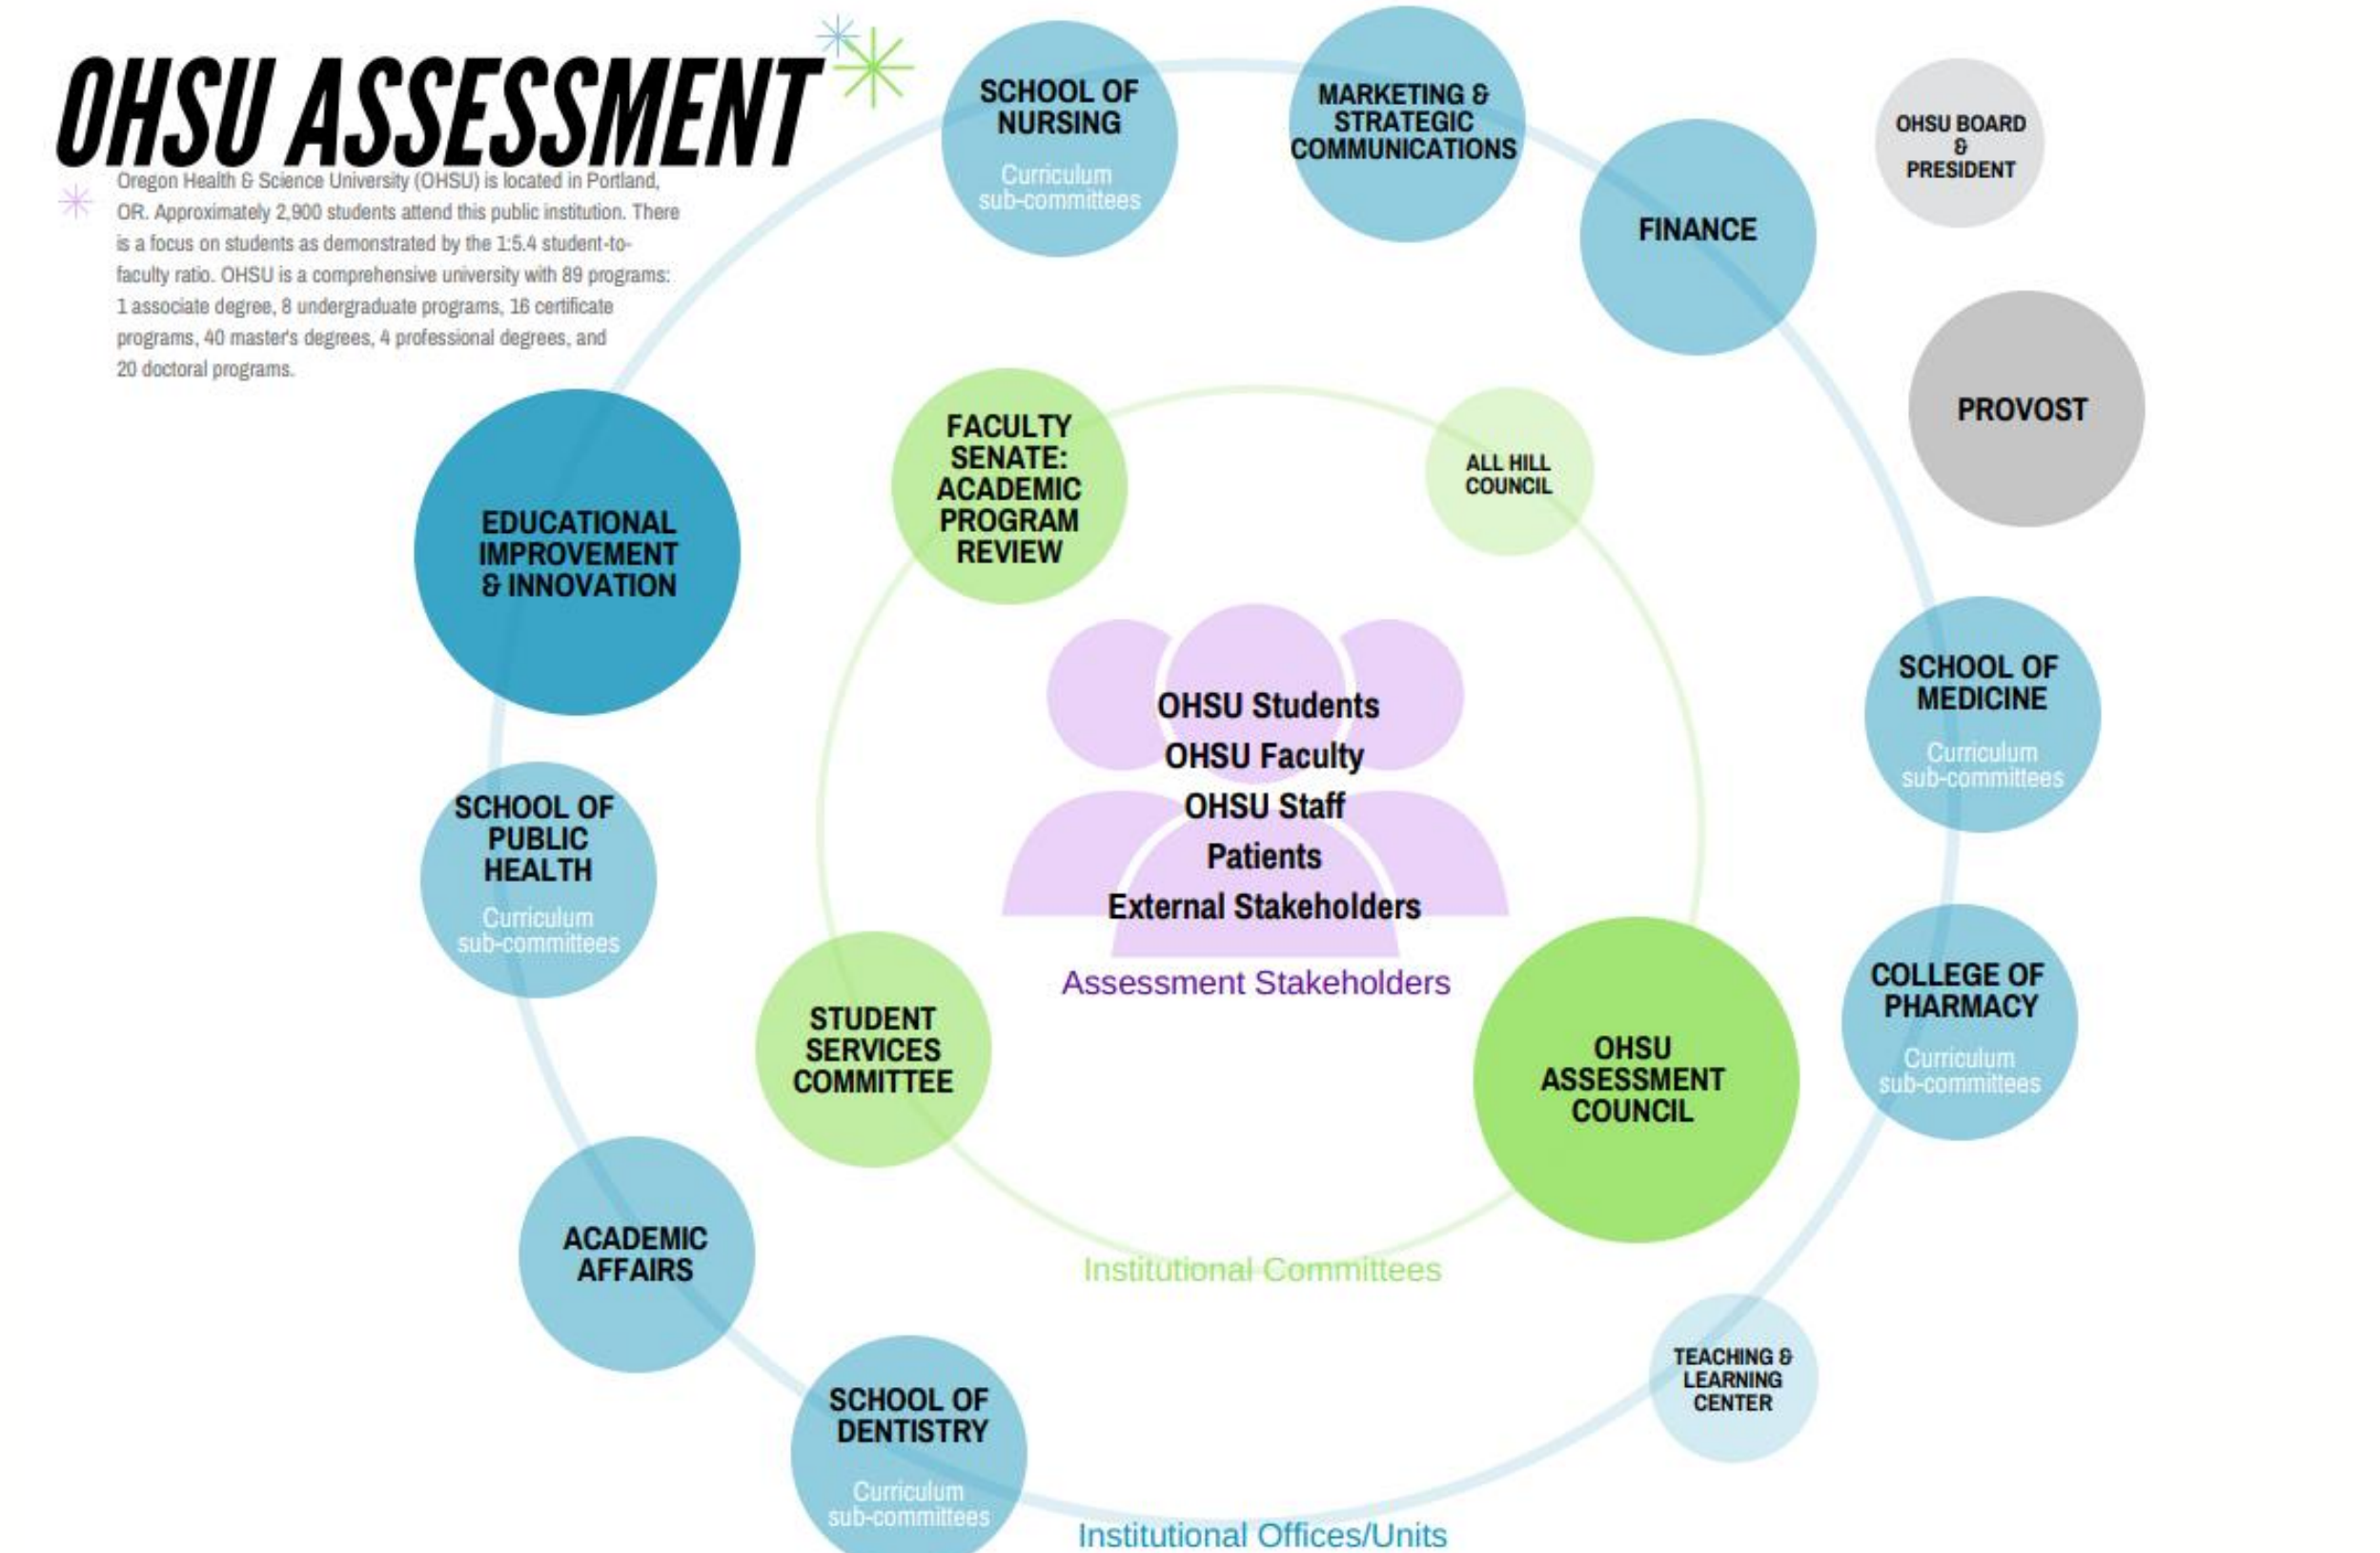 OHSU ASSESSMENT
Oregon Health & Science University (OHSU) is located in Portland,
OR. Approximately 2,900 students attend this public institution. There
is a focus on students as demonstrated by the 1:5.4 student-to-
faculty ratio. OHSU is a comprehensive university with 89 programs:
1 associate degree, 8 undergraduate programs, 16 certificate
programs, 40 master's degrees, 4 professional degrees, and
20 doctoral programs.
SCHOOL OF
NURSING
Curriculum
sub-committees
MARKETING &
STRATEGIC
COMMUNICATIONS
FINANCE
OHSU BOARD
&
PRESIDENT
PROVOST
EDUCATIONAL
IMPROVEMENT
& INNOVATION
FACULTY
SENATE:
ACADEMIC
PROGRAM
REVIEW
ALL HILL
COUNCIL
SCHOOL OF
MEDICINE
Curriculum
sub-committees
OHSU Students
OHSU Faculty
OHSU Staff
Patients
External Stakeholders
Assessment Stakeholders
SCHOOL OF
PUBLIC
HEALTH
Curriculum
sub-committees
STUDENT
SERVICES
COMMITTEE
OHSU
ASSESSMENT
COUNCIL
COLLEGE OF
PHARMACY
Curriculum
sub-committees
ACADEMIC
AFFAIRS
Institutional Committees
TEACHING &
LEARNING
CENTER
SCHOOL OF
DENTISTRY
Curriculum
sub-committees
Institutional Offices/Units